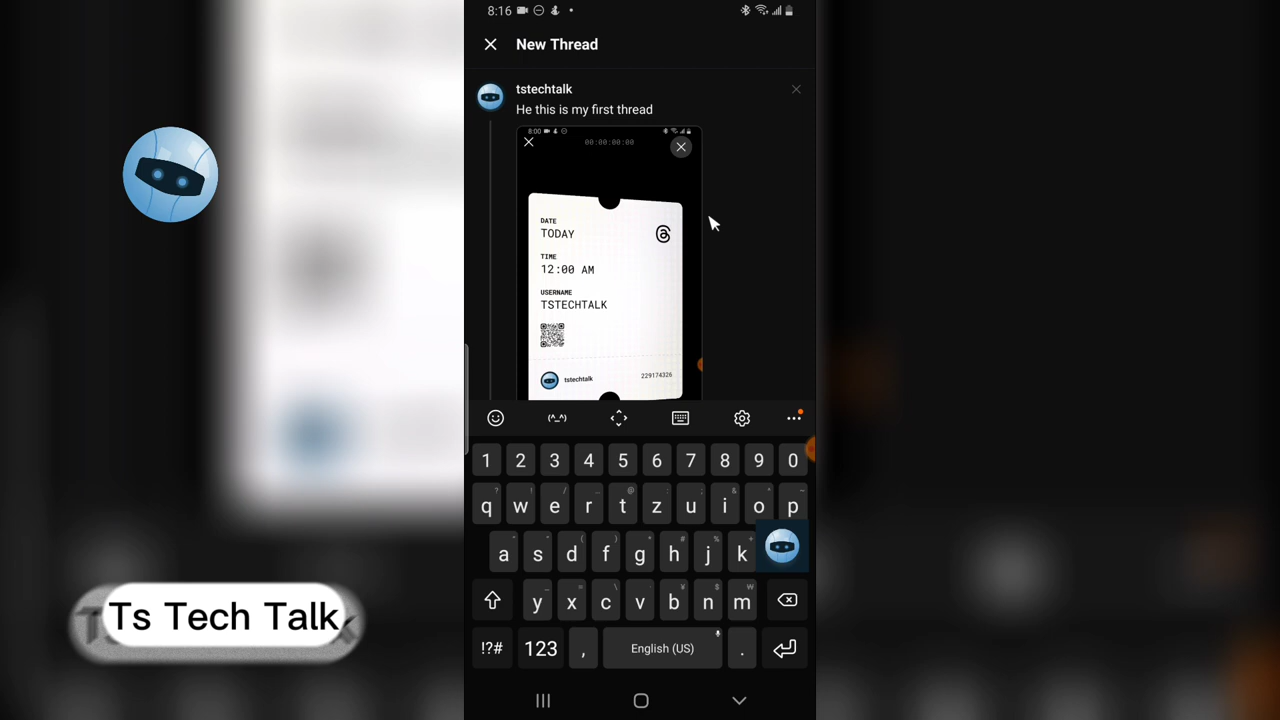 8:16
New Thread
tstechtalk
He this is my first thread
8:00
00:00:00:00
DATE
TODAY
TIME
12:00 AM
USERNAME
TSTECHTALK
tstechtalk 229174326
(^_^)
1 2 3 4 5 6 7 8 9 0
q w e r t z u i o p
a s d f g h j k
y x c v b n m
!?# 123 , English (US) .
Ts Tech Talk